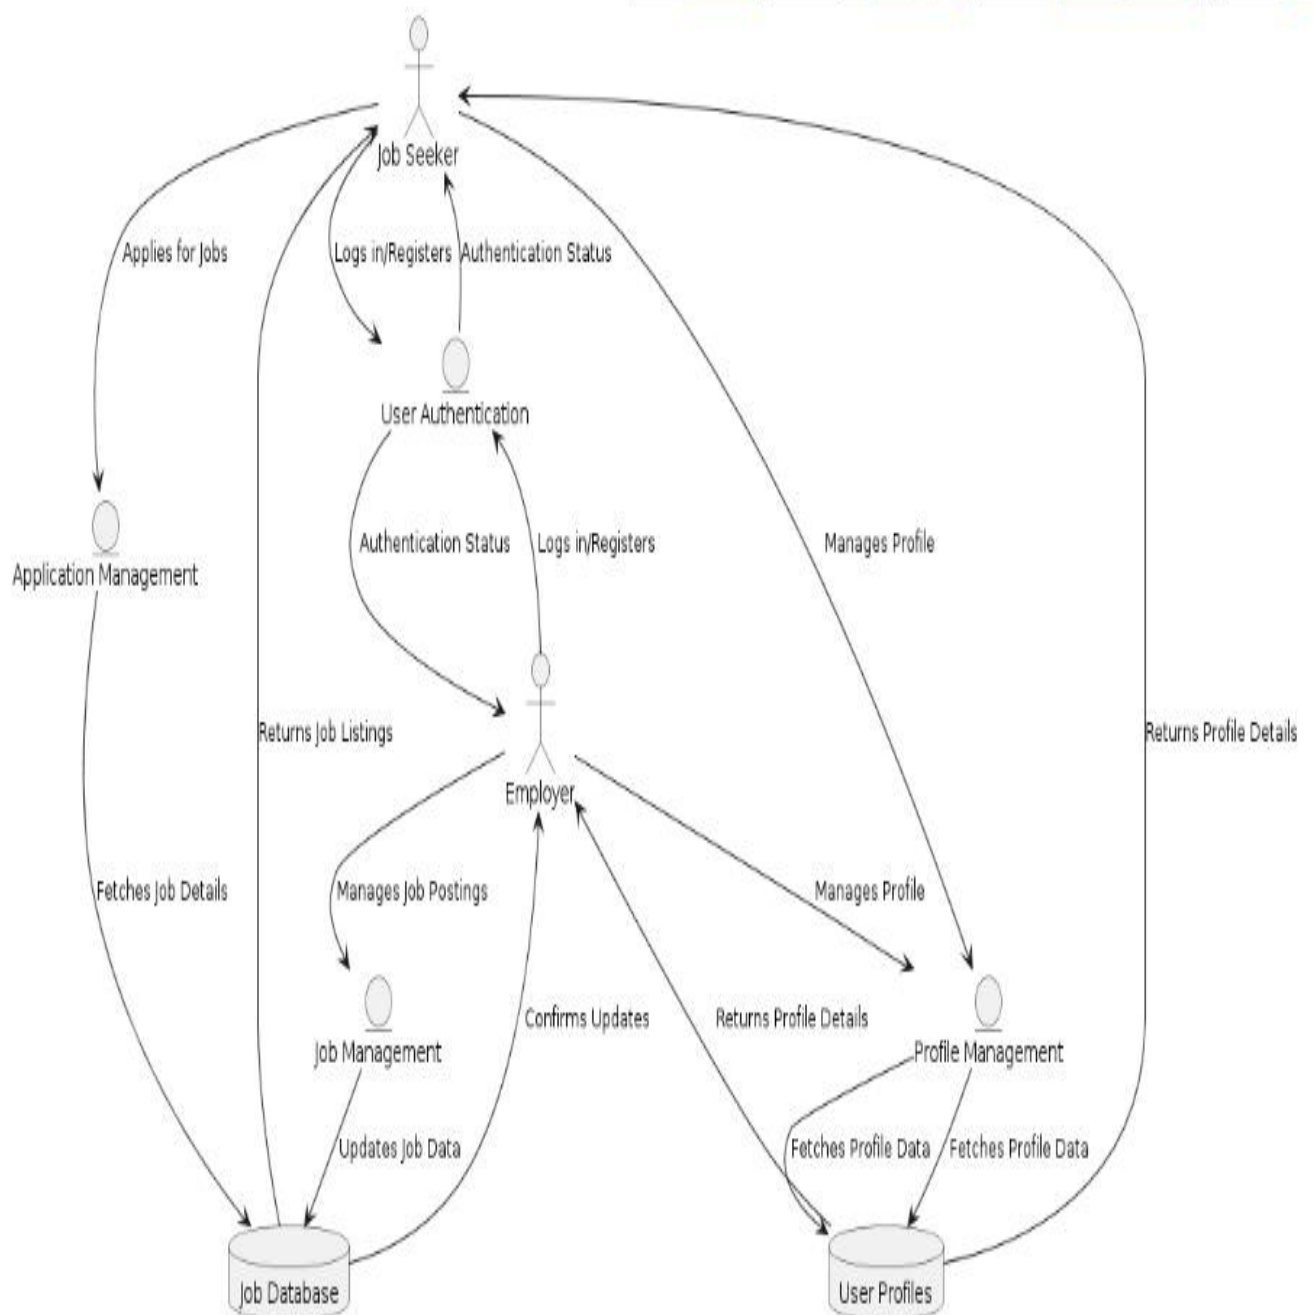 Job Seeker
Applies for Jobs
Logs in/Registers
Authentication Status
User Authentication
Authentication Status
Logs in/Registers
Manages Profile
Application Management
Returns Job Listings
Returns Profile Details
Employer
Fetches Job Details
Manages Job Postings
Manages Profile
Confirms Updates
Returns Profile Details
Job Management
Profile Management
Updates Job Data
Fetches Profile Data
Fetches Profile Data
Job Database
User Profiles